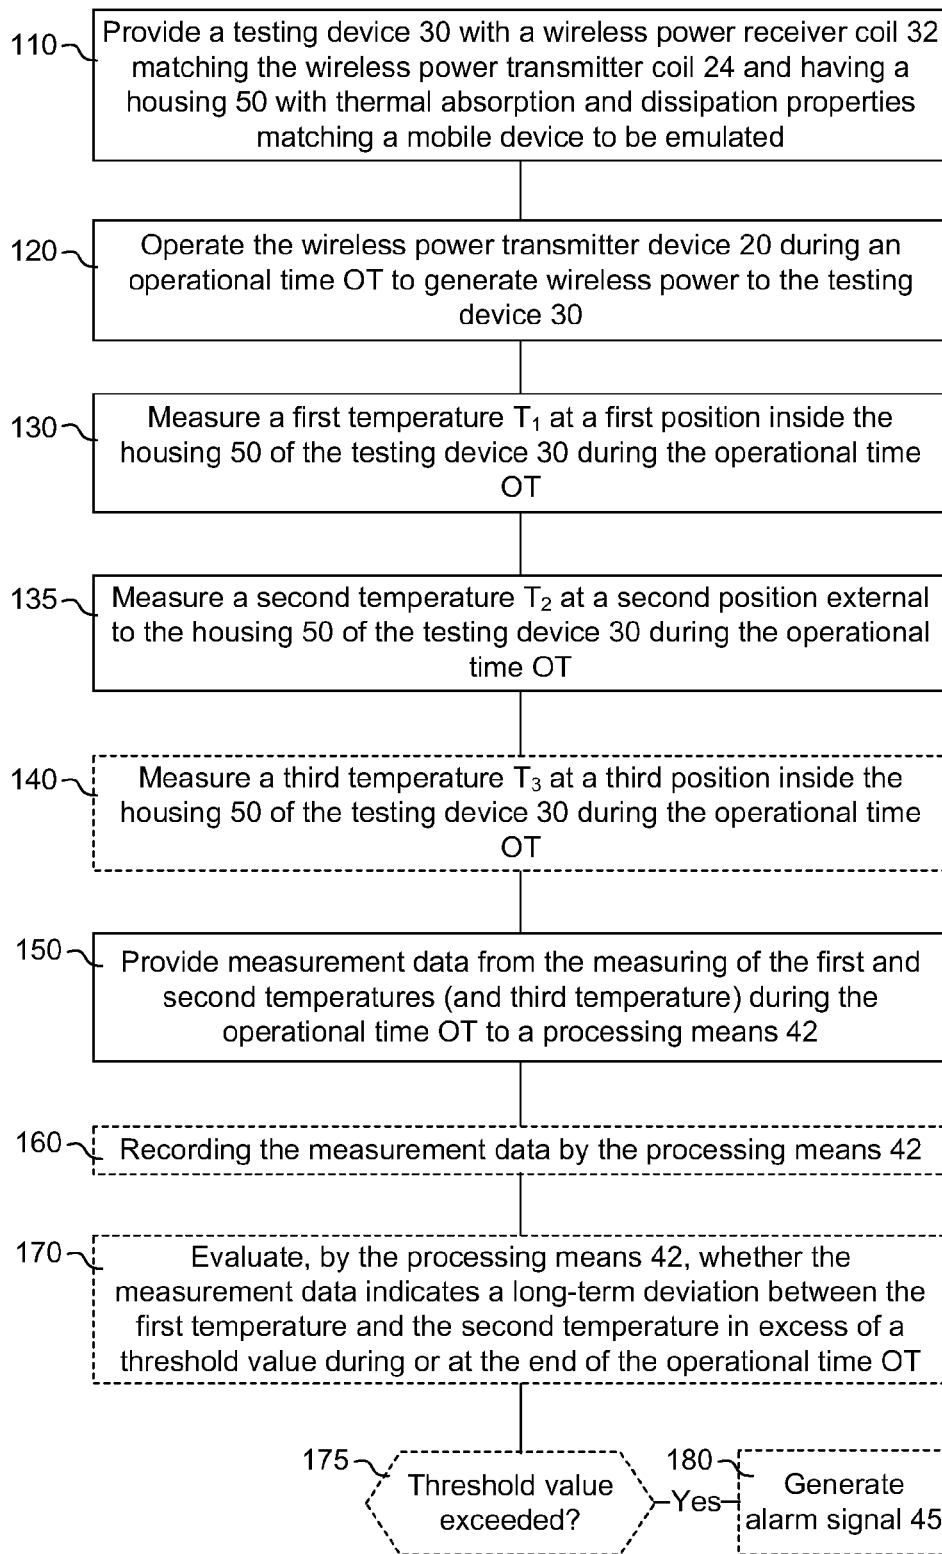 110
Provide a testing device 30 with a wireless power receiver coil 32
matching the wireless power transmitter coil 24 and having a
housing 50 with thermal absorption and dissipation properties
matching a mobile device to be emulated
120
Operate the wireless power transmitter device 20 during an
operational time OT to generate wireless power to the testing
device 30
130
Measure a first temperature T₁ at a first position inside the
housing 50 of the testing device 30 during the operational time
OT
135
Measure a second temperature T₂ at a second position external
to the housing 50 of the testing device 30 during the operational
time OT
140
Measure a third temperature T₃ at a third position inside the
housing 50 of the testing device 30 during the operational time
OT
150
Provide measurement data from the measuring of the first and
second temperatures (and third temperature) during the
operational time OT to a processing means 42
160
Recording the measurement data by the processing means 42
170
Evaluate, by the processing means 42, whether the
measurement data indicates a long-term deviation between the
first temperature and the second temperature in excess of a
threshold value during or at the end of the operational time OT
175
Threshold value
exceeded?
Yes
180
Generate
alarm signal 45